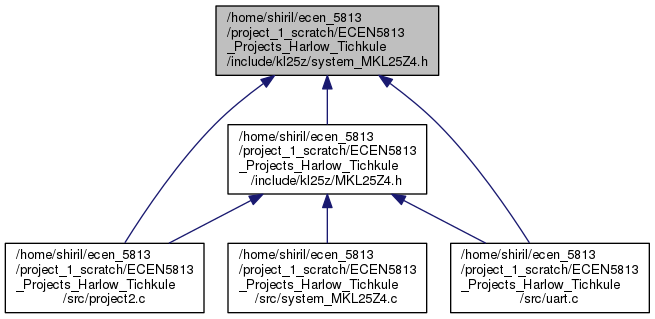 /home/shiril/ecen_5813
/project_1_scratch/ECEN5813
_Projects_Harlow_Tichkule
/include/kl25z/system_MKL25Z4.h
/home/shiril/ecen_5813
/project_1_scratch/ECEN5813
_Projects_Harlow_Tichkule
/include/kl25z/MKL25Z4.h
/home/shiril/ecen_5813
/project_1_scratch/ECEN5813
_Projects_Harlow_Tichkule
/src/project2.c
/home/shiril/ecen_5813
/project_1_scratch/ECEN5813
_Projects_Harlow_Tichkule
/src/system_MKL25Z4.c
/home/shiril/ecen_5813
/project_1_scratch/ECEN5813
_Projects_Harlow_Tichkule
/src/uart.c